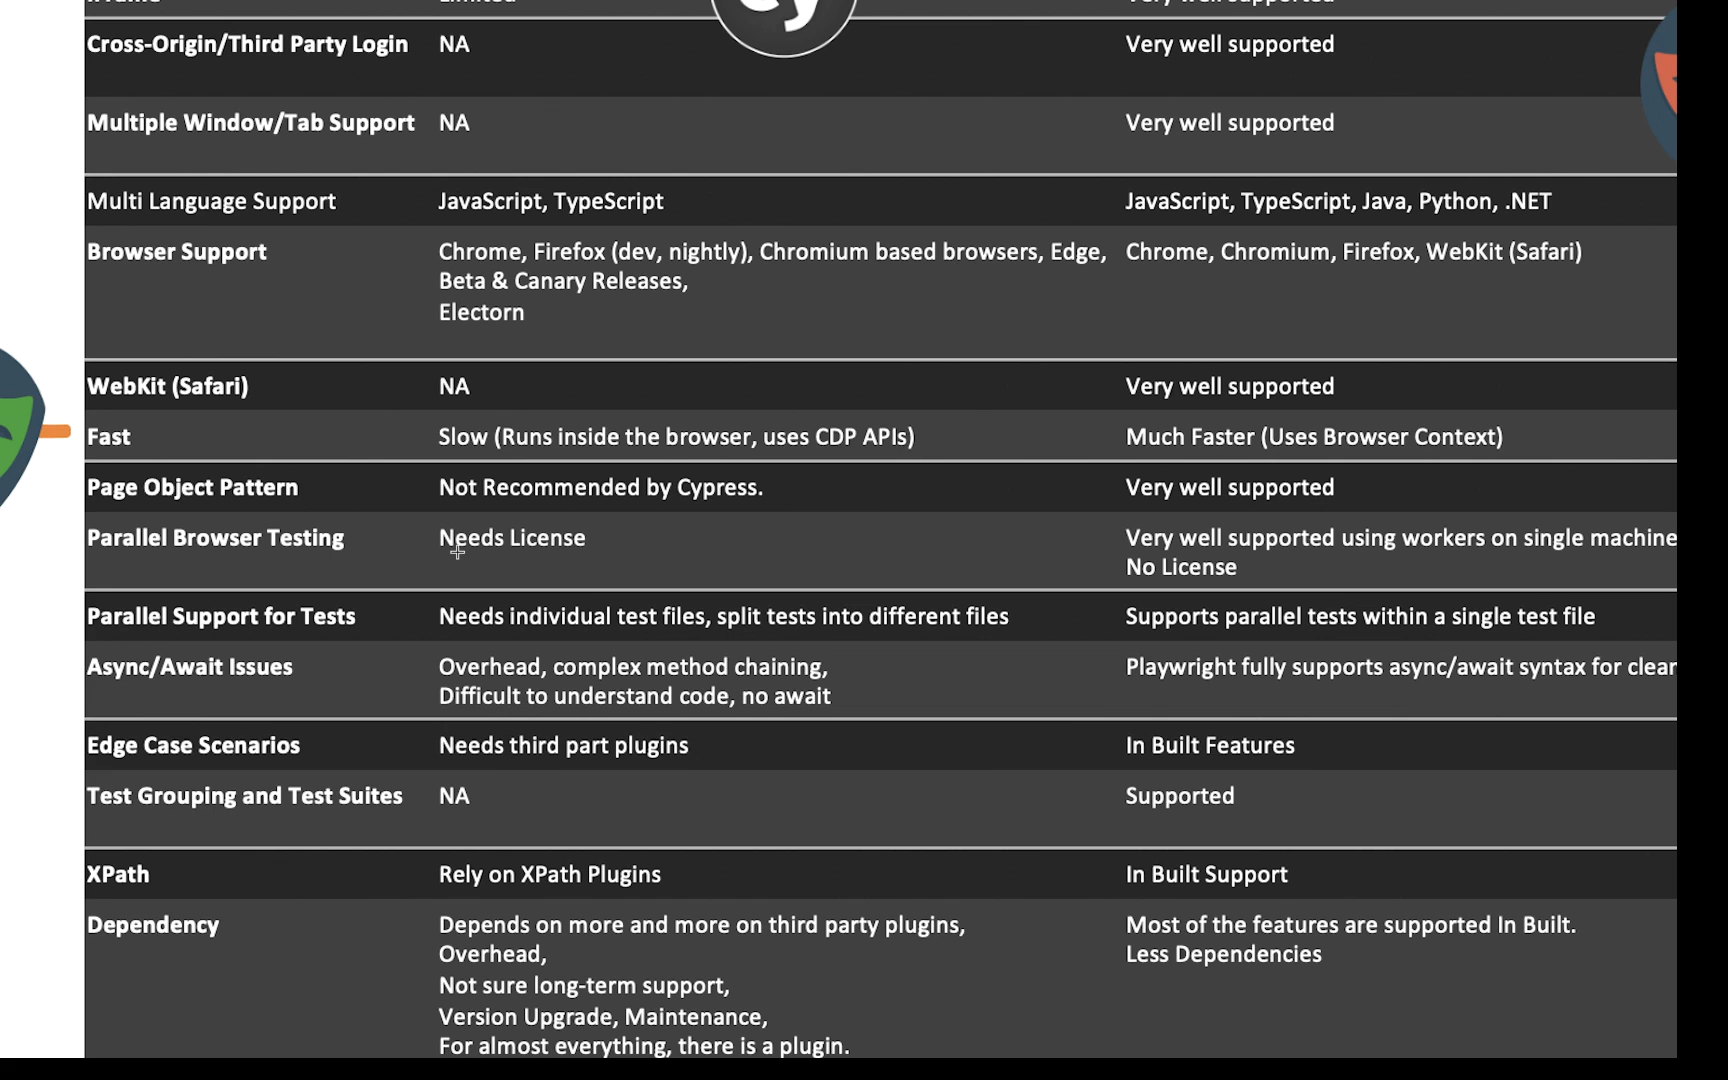 Cross-Origin/Third Party Login NA Very well supported
Multiple Window/Tab Support NA Very well supported
Multi Language Support JavaScript, TypeScript JavaScript, TypeScript, Java, Python, .NET
Browser Support Chrome, Firefox (dev, nightly), Chromium based browsers, Edge, Chrome, Chromium, Firefox, WebKit (Safari)
Beta & Canary Releases,
Electorn
WebKit (Safari) NA Very well supported
Fast Slow (Runs inside the browser, uses CDP APIs) Much Faster (Uses Browser Context)
Page Object Pattern Not Recommended by Cypress. Very well supported
Parallel Browser Testing Needs License Very well supported using workers on single machine
No License
Parallel Support for Tests Needs individual test files, split tests into different files Supports parallel tests within a single test file
Async/Await Issues Overhead, complex method chaining, Playwright fully supports async/await syntax for clear
Difficult to understand code, no await
Edge Case Scenarios Needs third part plugins In Built Features
Test Grouping and Test Suites NA Supported
XPath Rely on XPath Plugins In Built Support
Dependency Depends on more and more on third party plugins, Most of the features are supported In Built.
Overhead, Less Dependencies
Not sure long-term support,
Version Upgrade, Maintenance,
For almost everything, there is a plugin.